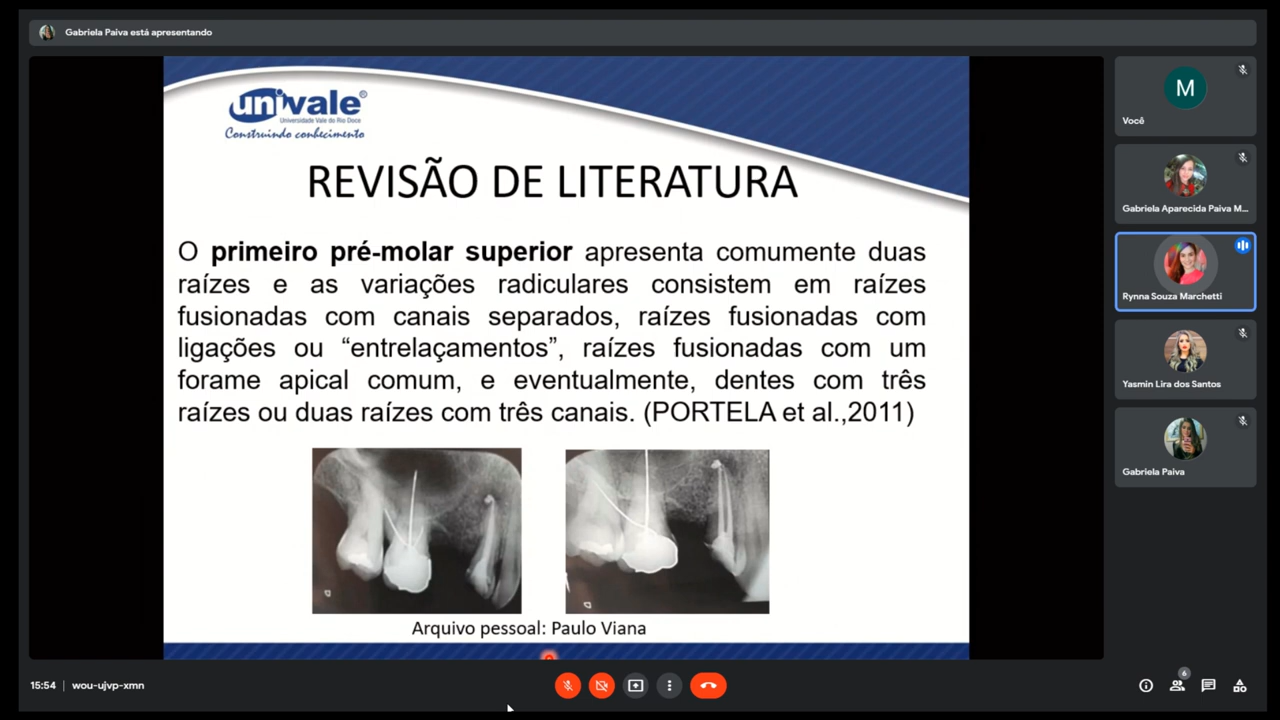 Gabriela Paiva está apresentando
univale®
Universidade Vale do Rio Doce
Construindo conhecimento
REVISÃO DE LITERATURA
O primeiro pré-molar superior apresenta comumente duas
raízes e as variações radiculares consistem em raízes
fusionadas com canais separados, raízes fusionadas com
ligações ou “entrelaçamentos”, raízes fusionadas com um
forame apical comum, e eventualmente, dentes com três
raízes ou duas raízes com três canais. (PORTELA et al.,2011)
Arquivo pessoal: Paulo Viana
M
Você
Gabriela Aparecida Paiva M...
Rynna Souza Marchetti
Yasmin Lira dos Santos
Gabriela Paiva
15:54 | wou-ujvp-xmn
6